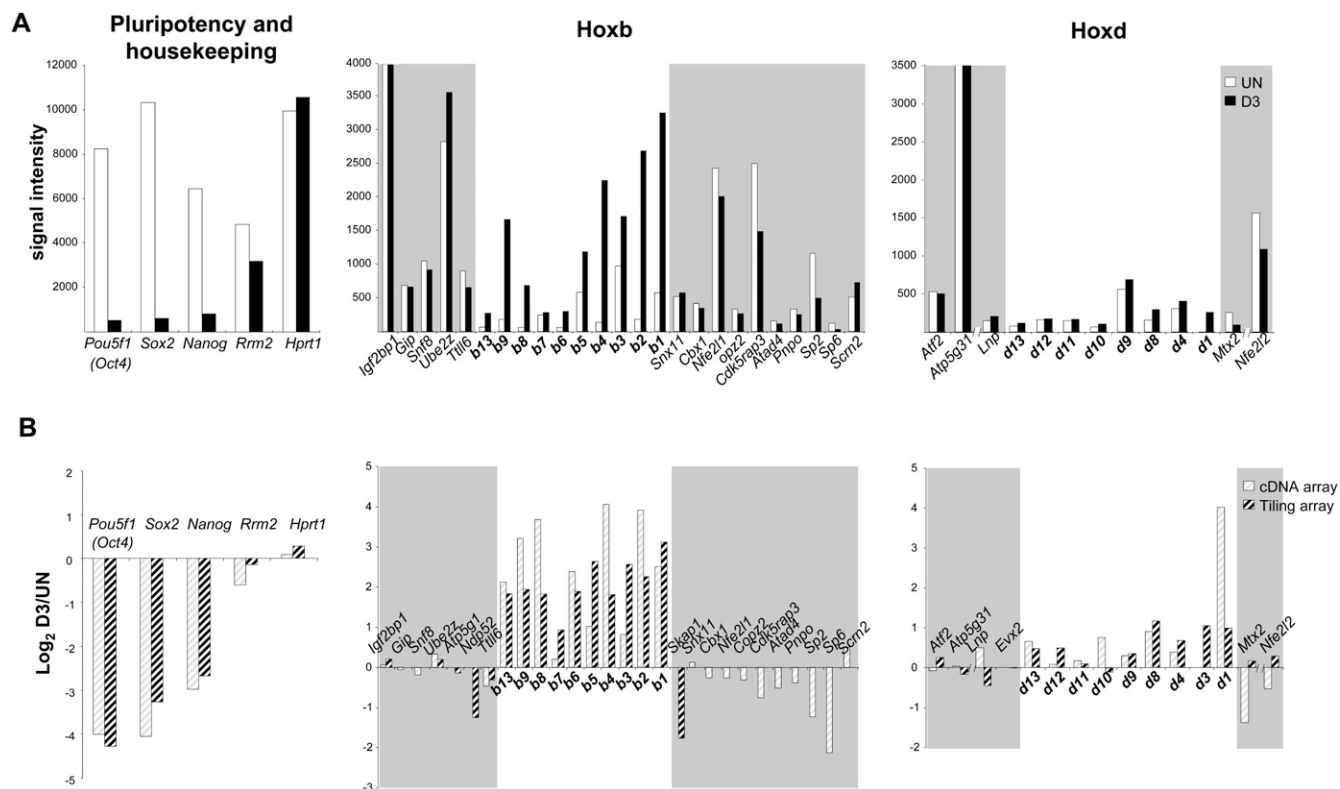 A
Pluripotency and
housekeeping
Hoxb
Hoxd
signal intensity
12000
10000
8000
6000
4000
2000
Pou5f1
(Oct4)
Sox2
Nanog
Rrm2
Hprt1
4000
3500
3000
2500
2000
1500
1000
500
0
Igf2bp1
Gip
Snf8
Ube2z
Ttll6
b13
b9
b8
b7
b6
b5
b4
b3
b2
b1
Snx11
Cbx1
Nfe2l1
opz2
Cdk5rap3
Atad4
Pnpo
Sp2
Sp6
Scrn2
3500
3000
2500
2000
1500
1000
500
UN
D3
Atf2
Atp5g31
Lnp
d13
d12
d11
d10
d9
d8
d4
d1
Mtx2
Nfe2l2
B
Log2 D3/UN
2
1
0
-1
-2
-3
-4
-5
Pou5f1
(Oct4)
Sox2
Nanog
Rrm2
Hprt1
5
4
3
2
1
0
-1
-2
-3
Igf2bp1
Gip
Snf8
Ube2z
Atp5g1
Ndp52
Ttll6
b13
b9
b8
b7
b6
b5
b4
b3
b2
b1
Skap1
Snx11
Cbx1
Nfe2l1
Copz2
Cdk5rap3
Atad4
Pnpo
Sp2
Sp6
Scrn2
5
4
3
2
1
0
-1
-2
cDNA array
Tiling array
Atf2
Atp5g31
Lnp
Evx2
d13
d12
d11
d10
d9
d8
d4
d3
d1
Mtx2
Nfe2l2